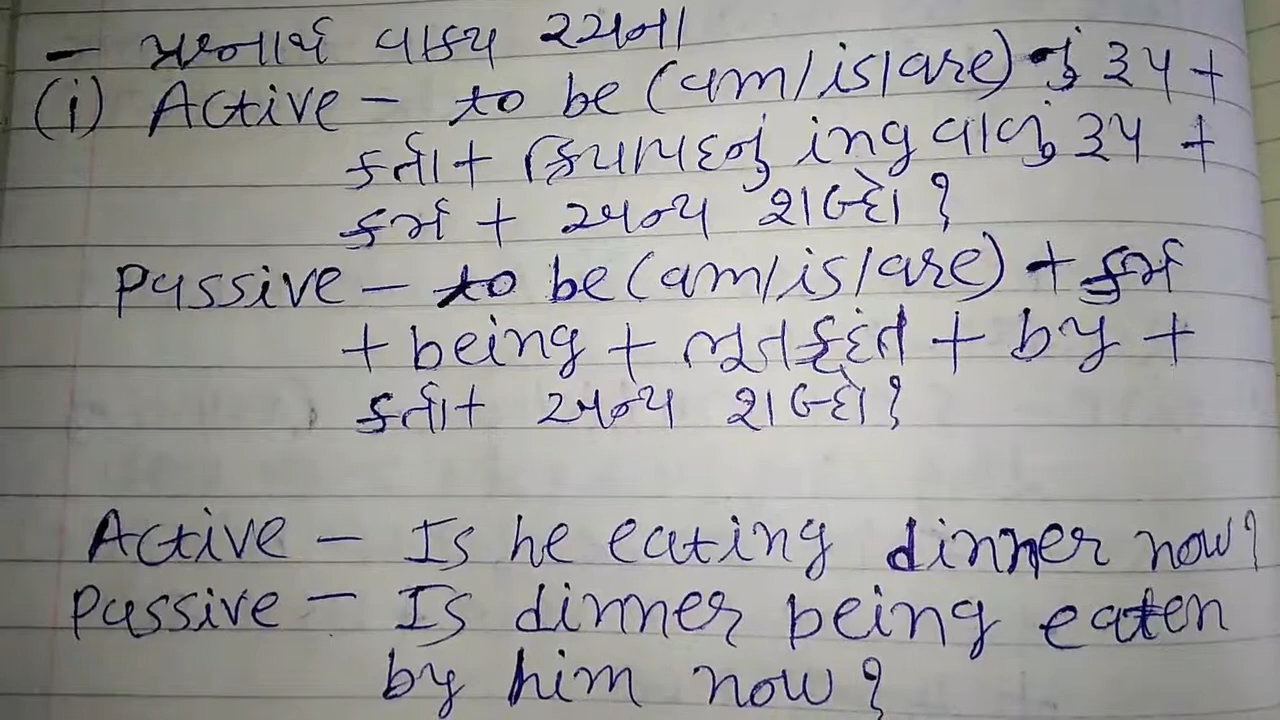 - પ્રશ્નાર્થ વાક્ય રચના
(i) Active - to be (am/is/are) નું રૂપ +
કર્તા + ક્રિયાપદનું ing વાળું રૂપ +
કર્મ + અન્ય શબ્દો?
Passive - to be (am/is/are) + કર્મ
+ being + ભૂતકૃદંત + by +
કર્તા + અન્ય શબ્દો?
Active - Is he eating dinner now?
Passive - Is dinner being eaten
by him now?